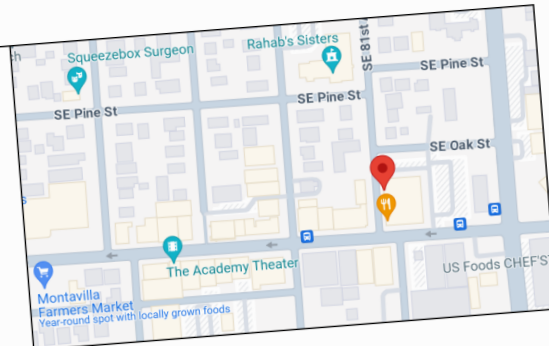 Squeezebox Surgeon
Rahab's Sisters
SE 81st
SE Pine St
SE Pine St
SE Pine St
SE Oak St
The Academy Theater
US Foods CHEF'S
Montavilla
Farmers Market
Year-round spot with locally grown foods